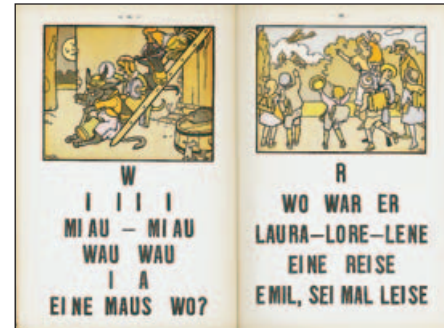 W
I I I I
MIAU – MIAU
WAU WAU
I A
EINE MAUS WO?
R
WO WAR ER
LAURA–LORE–LENE
EINE REISE
EMIL, SEI MAL LEISE